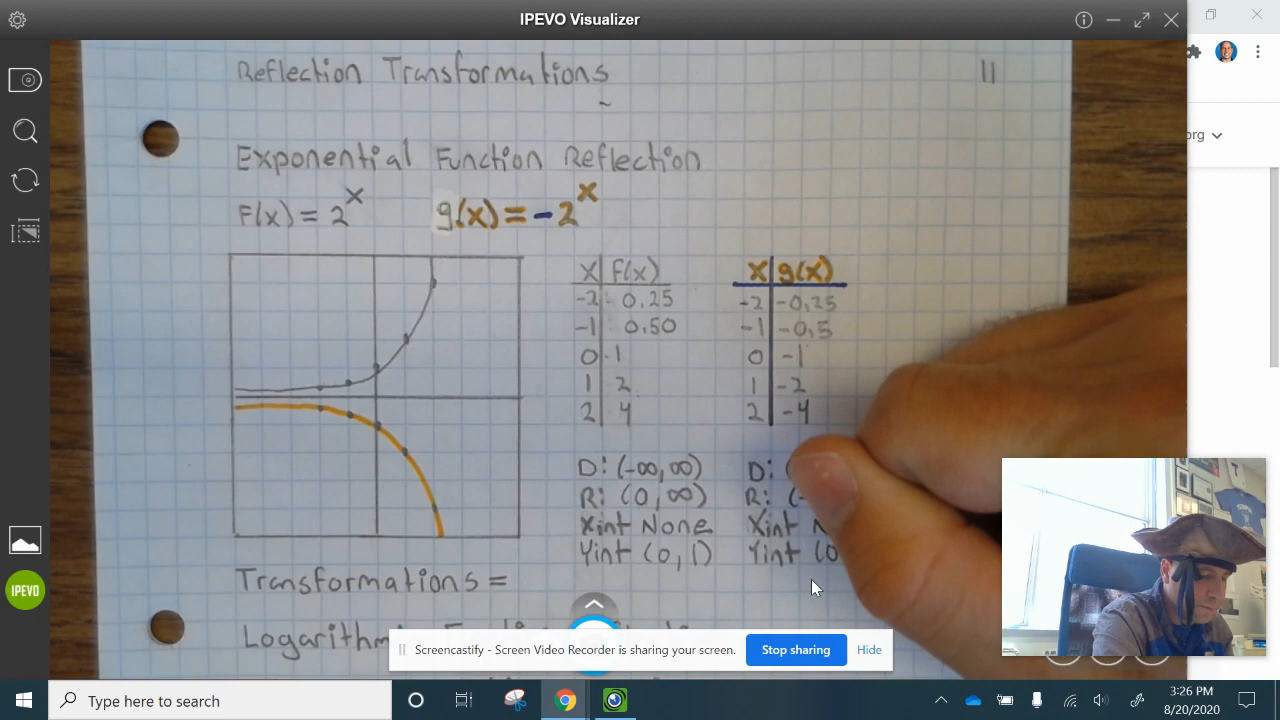 IPEVO Visualizer
org
Reflection Transformations
11
Exponential Function Reflection
F(x) = 2^x g(x) = -2^x
x f(x)
-2 0.25
-1 0.50
0 1
1 2
2 4
D: (-∞, ∞)
R: (0, ∞)
Xint None
Yint (0, 1)
x g(x)
-2 -0.25
-1 -0.5
0 -1
1 -2
2 -4
D: (
R: (-
Xint N
Yint (0
Transformations =
IPEVO
Screencastify - Screen Video Recorder is sharing your screen.
Stop sharing
Hide
Type here to search
3:26 PM
8/20/2020